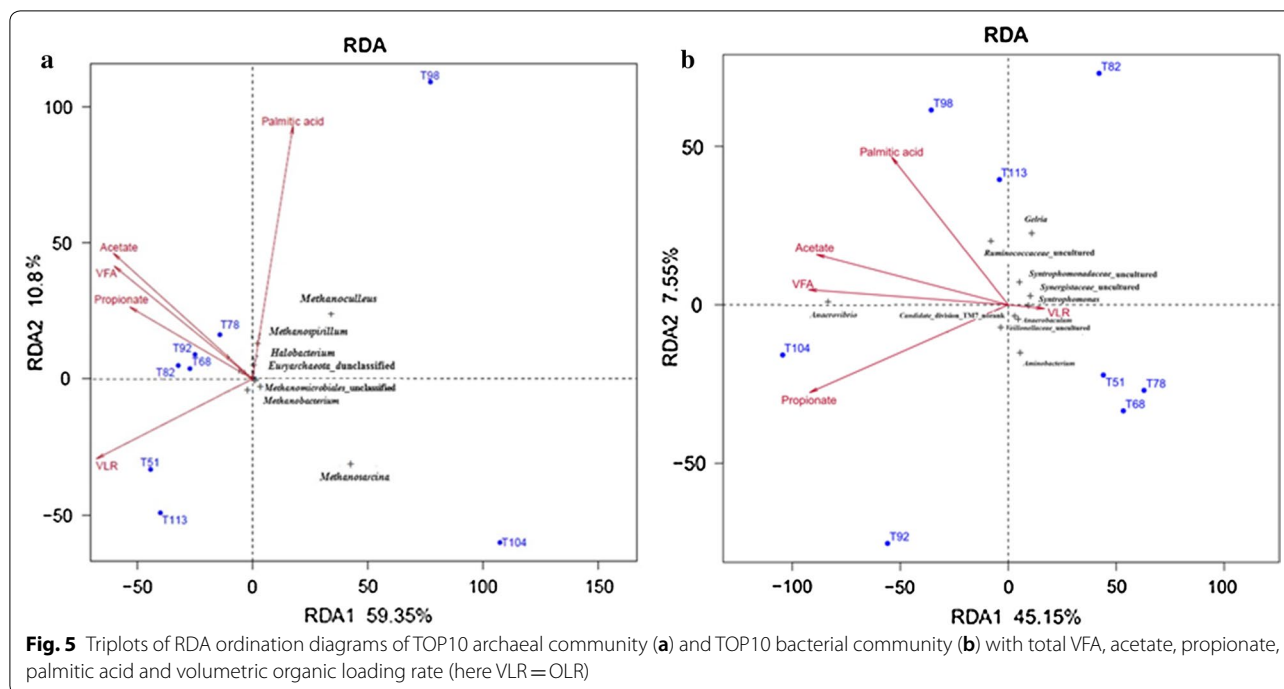 a
RDA
T98
100
Palmitic acid
50
Acetate
VFA
Propionate
Methanoculleus
T78
Methanospirillum
T92
Halobacterium
T68
Euryarchaeota_dunclassified
T82
0
Methanomicrobiales_unclassified
Methanobacterium
VLR
T51
Methanosarcina
−50
T113
T104
RDA2 10.8%
−50 0 50 100 150
RDA1 59.35%
b
RDA
T82
T98
50
Palmitic acid
T113
Gelria
Acetate
Ruminococcaceae_uncultured
Syntrophomonadaceae_uncultured
VFA
Synergistaceae_uncultured
Syntrophomonas
0
VLR
Anaerovibrio
Candidate_division_TM7_norank
Anaerobaculum
Veillonellaceae_uncultured
T104
Aminobacterium
Propionate
T51
T78
T68
−50
T92
RDA2 7.55%
−100 −50 0 50 100
RDA1 45.15%
Fig. 5 Triplots of RDA ordination diagrams of TOP10 archaeal community (a) and TOP10 bacterial community (b) with total VFA, acetate, propionate,
palmitic acid and volumetric organic loading rate (here VLR = OLR)